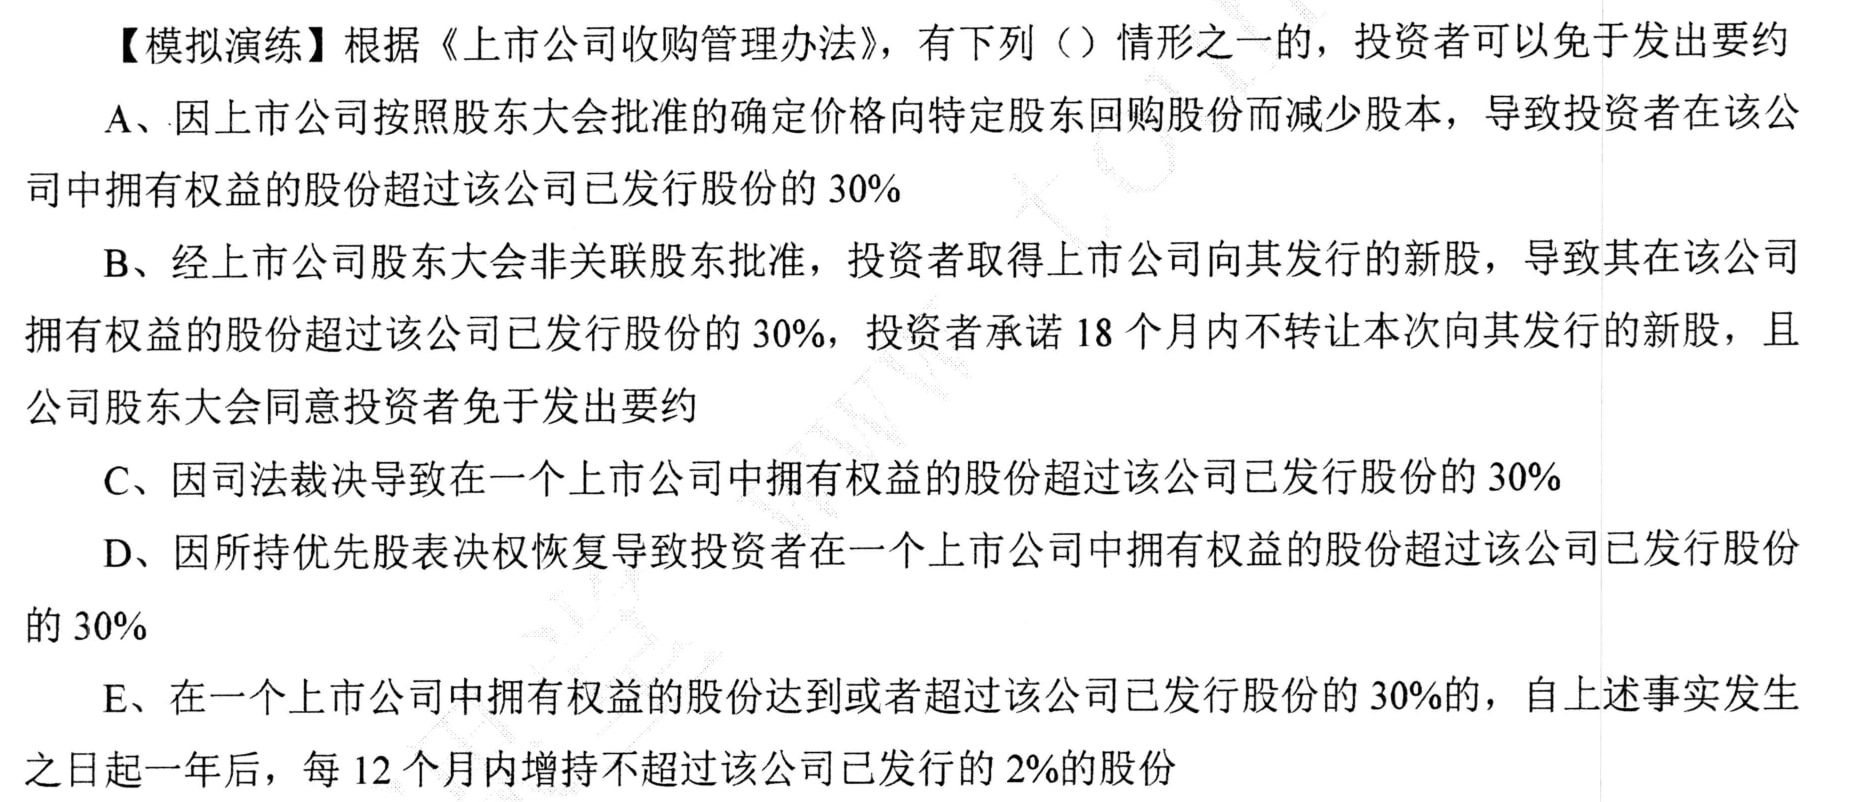 【模拟演练】根据《上市公司收购管理办法》，有下列（）情形之一的，投资者可以免于发出要约
A、因上市公司按照股东大会批准的确定价格向特定股东回购股份而减少股本，导致投资者在该公
司中拥有权益的股份超过该公司已发行股份的 30%
B、经上市公司股东大会非关联股东批准，投资者取得上市公司向其发行的新股，导致其在该公司
拥有权益的股份超过该公司已发行股份的 30%，投资者承诺 18 个月内不转让本次向其发行的新股，且
公司股东大会同意投资者免于发出要约
C、因司法裁决导致在一个上市公司中拥有权益的股份超过该公司已发行股份的 30%
D、因所持优先股表决权恢复导致投资者在一个上市公司中拥有权益的股份超过该公司已发行股份
的 30%
E、在一个上市公司中拥有权益的股份达到或者超过该公司已发行股份的 30%的，自上述事实发生
之日起一年后，每 12 个月内增持不超过该公司已发行的 2%的股份